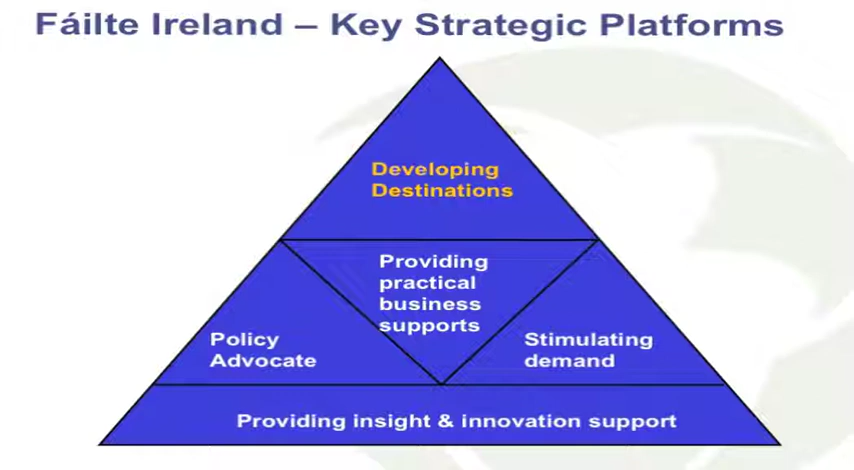 Fáilte Ireland – Key Strategic Platforms
Developing
Destinations
Providing
practical
business
supports
Policy
Advocate
Stimulating
demand
Providing insight & innovation support